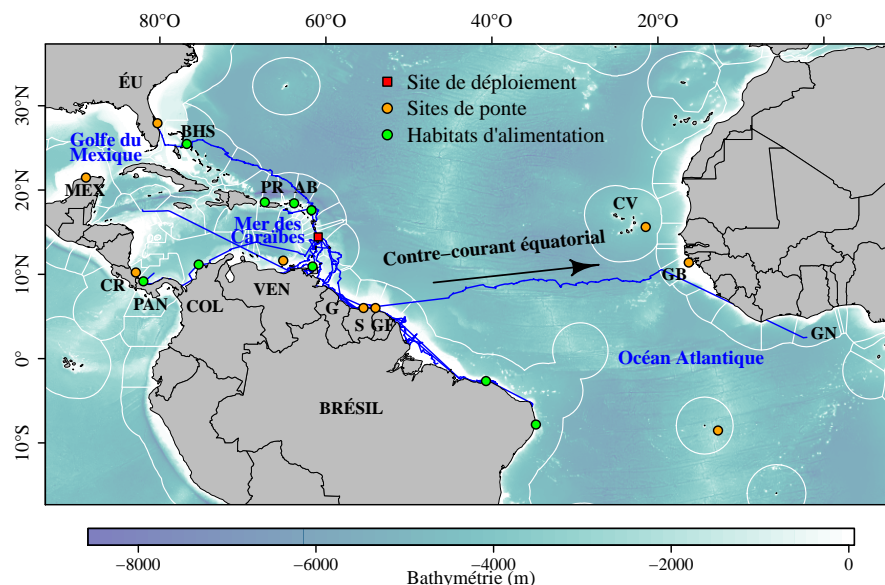 80°W
60°W
40°W
20°W
0°
30°N
20°N
10°N
0°
10°S
ÉU
BHS
Golfe du
Mexique
MEX
PR
AB
Mer des
Caraïbes
Site de déploiement
Sites de ponte
Habitats d'alimentation
CV
Contre−courant équatorial
CR
PAN
COL
VEN
G
S
GF
GB
GN
Océan Atlantique
BRÉSIL
−8000
−6000
−4000
−2000
0
Bathymétrie (m)